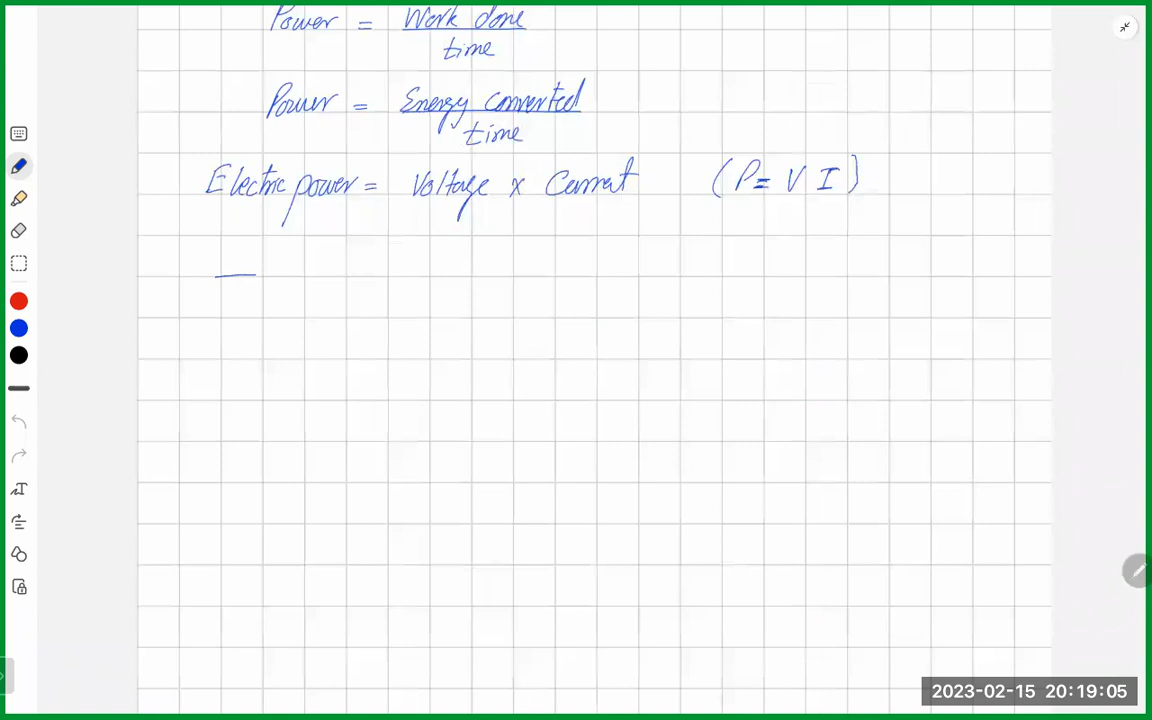 Power = Work done
time
Power = Energy converted
time
Electric power = Voltage × Current (P = V I)
2023-02-15 20:19:05